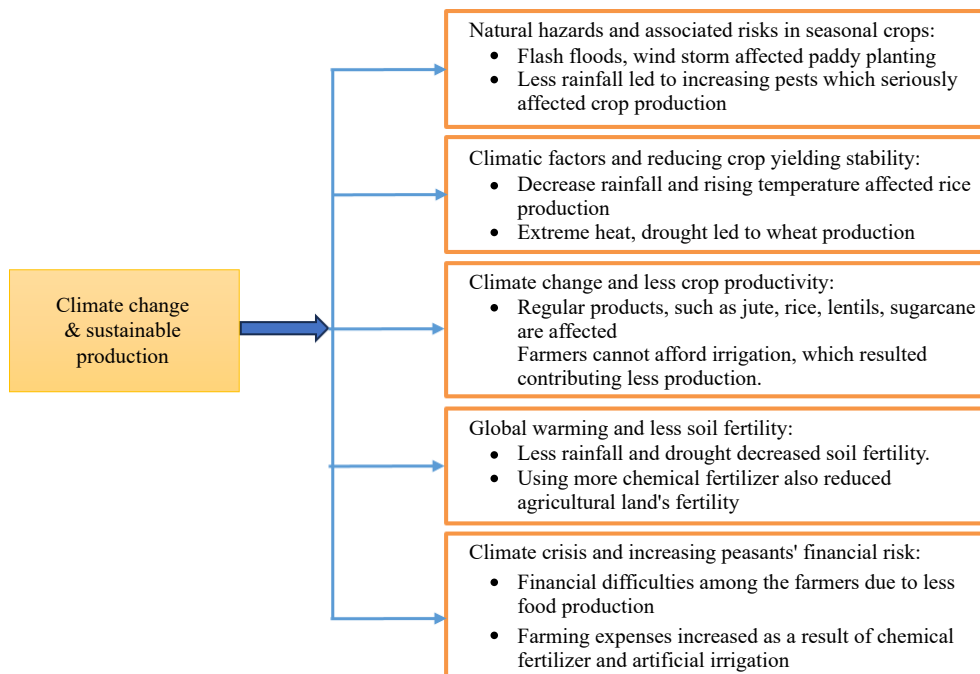 Climate change
& sustainable
production
Natural hazards and associated risks in seasonal crops:
• Flash floods, wind storm affected paddy planting
• Less rainfall led to increasing pests which seriously
affected crop production
Climatic factors and reducing crop yielding stability:
• Decrease rainfall and rising temperature affected rice
production
• Extreme heat, drought led to wheat production
Climate change and less crop productivity:
• Regular products, such as jute, rice, lentils, sugarcane
are affected
Farmers cannot afford irrigation, which resulted
contributing less production.
Global warming and less soil fertility:
• Less rainfall and drought decreased soil fertility.
• Using more chemical fertilizer also reduced
agricultural land's fertility
Climate crisis and increasing peasants' financial risk:
• Financial difficulties among the farmers due to less
food production
• Farming expenses increased as a result of chemical
fertilizer and artificial irrigation